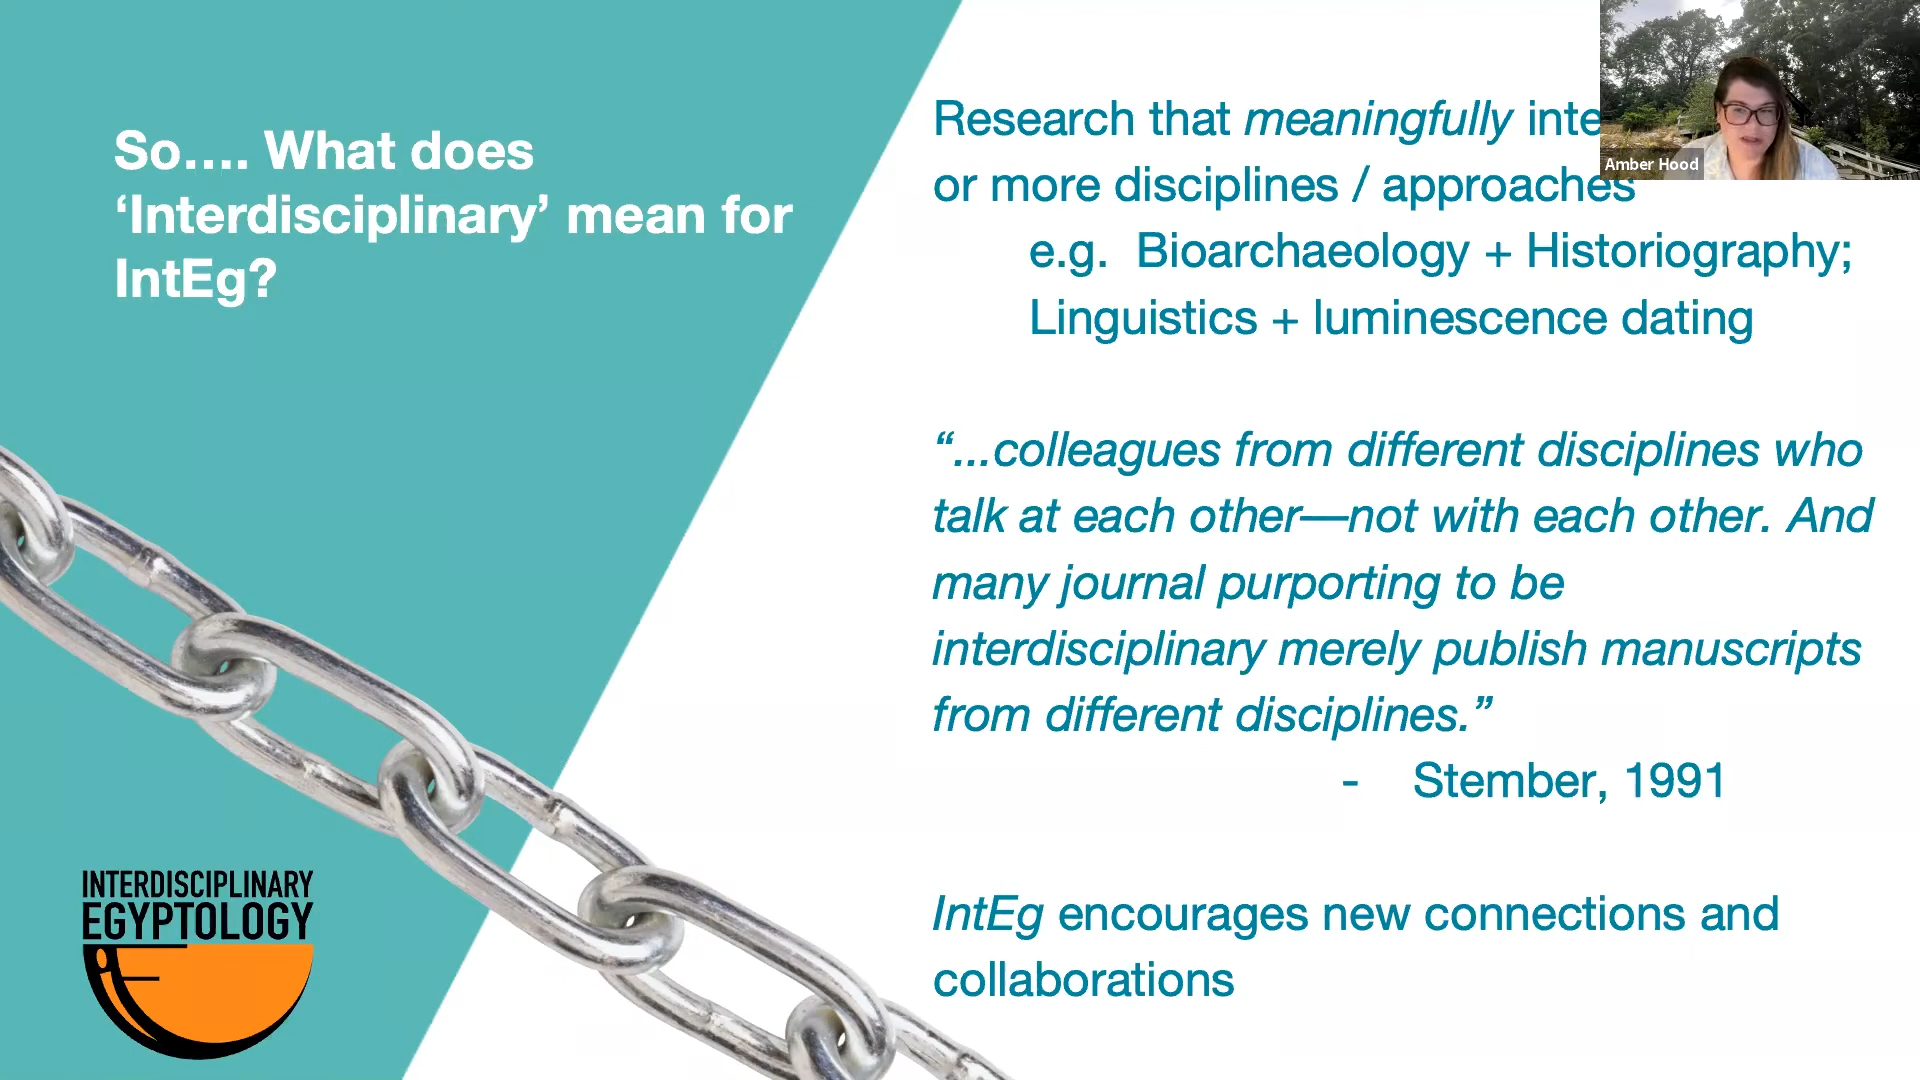 So.... What does
‘Interdisciplinary’ mean for
IntEg?
Research that meaningfully
or more disciplines / approaches
e.g. Bioarchaeology + Historiography;
Linguistics + luminescence dating
“...colleagues from different disciplines who
talk at each other—not with each other. And
many journal purporting to be
interdisciplinary merely publish manuscripts
from different disciplines.”
- Stember, 1991
IntEg encourages new connections and
collaborations
Amber Hood
INTERDISCIPLINARY
EGYPTOLOGY